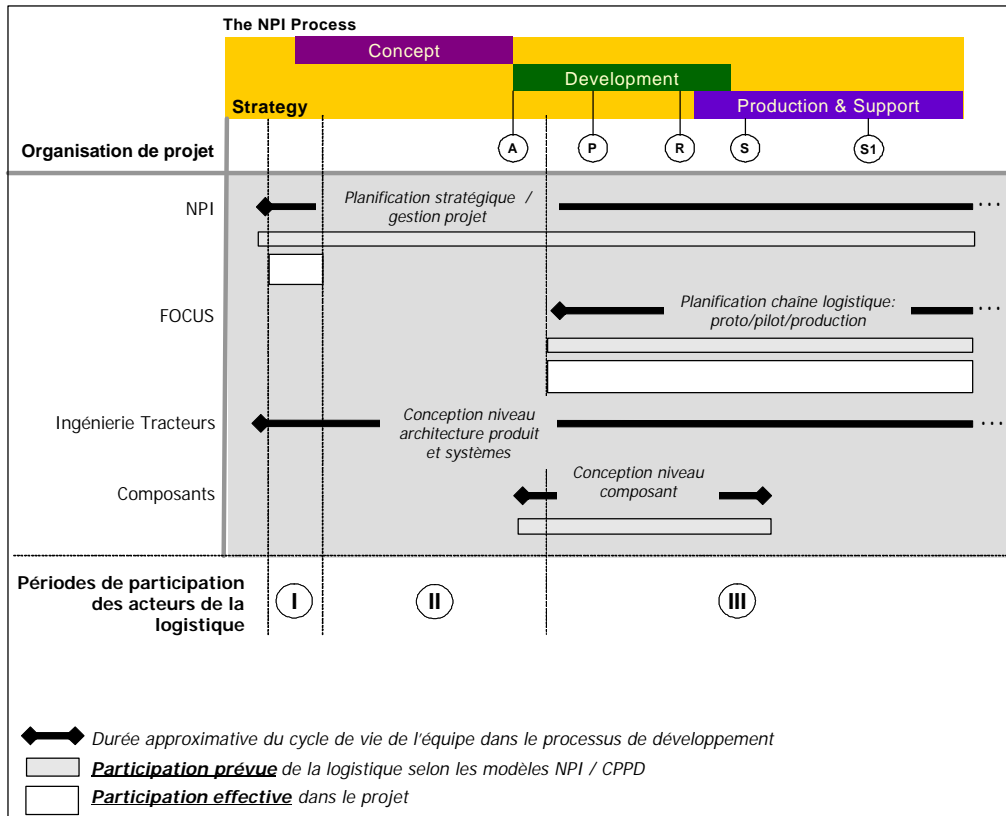 The NPI Process
Concept
Development
Strategy
Production & Support
Organisation de projet
A
P
R
S
S1
NPI
Planification stratégique /
gestion projet
...
FOCUS
Planification chaîne logistique:
proto/pilot/production
...
Ingénierie Tracteurs
Conception niveau
architecture produit
et systèmes
...
Composants
Conception niveau
composant
Périodes de participation
des acteurs de la
logistique
I
II
III
Durée approximative du cycle de vie de l'équipe dans le processus de développement
Participation prévue de la logistique selon les modèles NPI / CPPD
Participation effective dans le projet